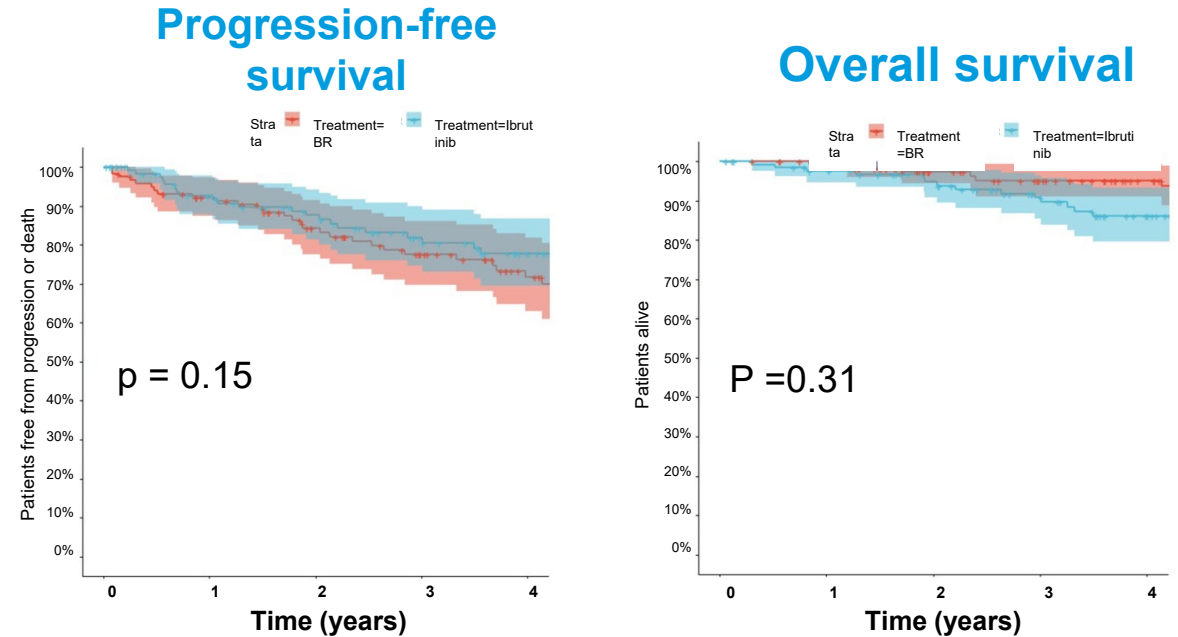 Progression-free
survival
Stra
ta
Treatment=
BR
Treatment=Ibrut
inib
Patients free from progression or death
100%
90%
80%
70%
60%
50%
40%
30%
20%
10%
0%
p = 0.15
0 1 2 3 4
Time (years)
Overall survival
Stra
ta
Treatment
=BR
Treatment=Ibruti
nib
Patients alive
100%
90%
80%
70%
60%
50%
40%
30%
20%
10%
0%
P =0.31
0 1 2 3 4
Time (years)